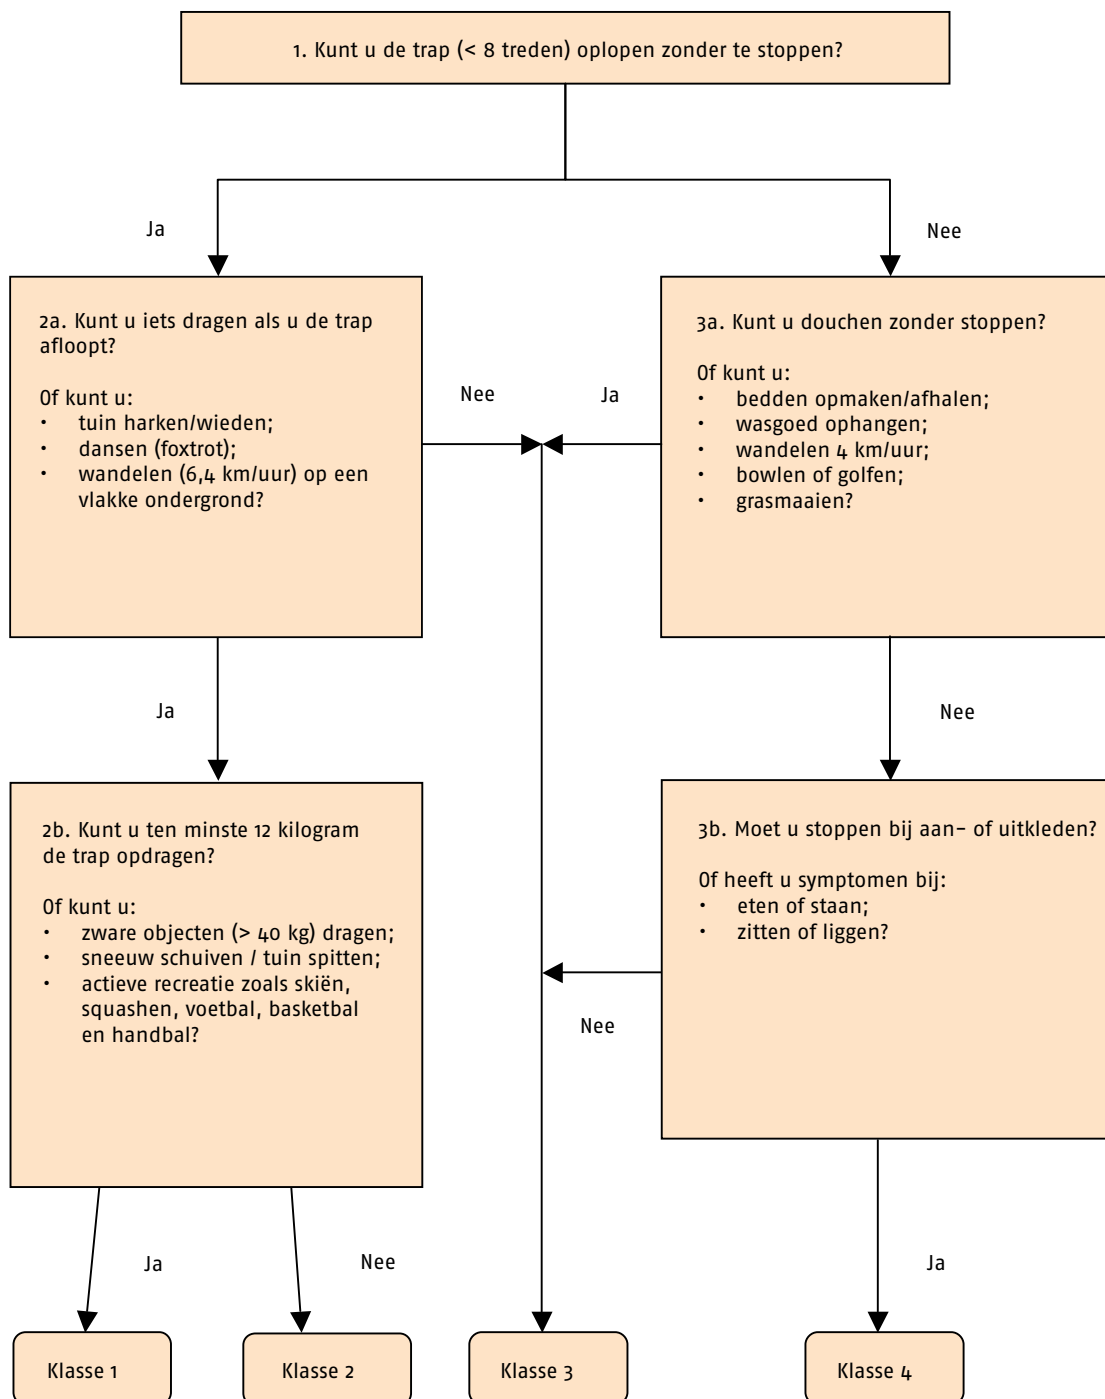 1. Kunt u de trap (< 8 treden) oplopen zonder te stoppen?
Ja
Nee
2a. Kunt u iets dragen als u de trap
afloopt?
Of kunt u:
• tuin harken/wieden;
• dansen (foxtrot);
• wandelen (6,4 km/uur) op een
vlakke ondergrond?
Nee
Ja
3a. Kunt u douchen zonder stoppen?
Of kunt u:
• bedden opmaken/afhalen;
• wasgoed ophangen;
• wandelen 4 km/uur;
• bowlen of golfen;
• grasmaaien?
Ja
Nee
2b. Kunt u ten minste 12 kilogram
de trap opdragen?
Of kunt u:
• zware objecten (> 40 kg) dragen;
• sneeuw schuiven / tuin spitten;
• actieve recreatie zoals skiën,
squashen, voetbal, basketbal
en handbal?
3b. Moet u stoppen bij aan- of uitkleden?
Of heeft u symptomen bij:
• eten of staan;
• zitten of liggen?
Nee
Ja
Nee
Ja
Klasse 1
Klasse 2
Klasse 3
Klasse 4